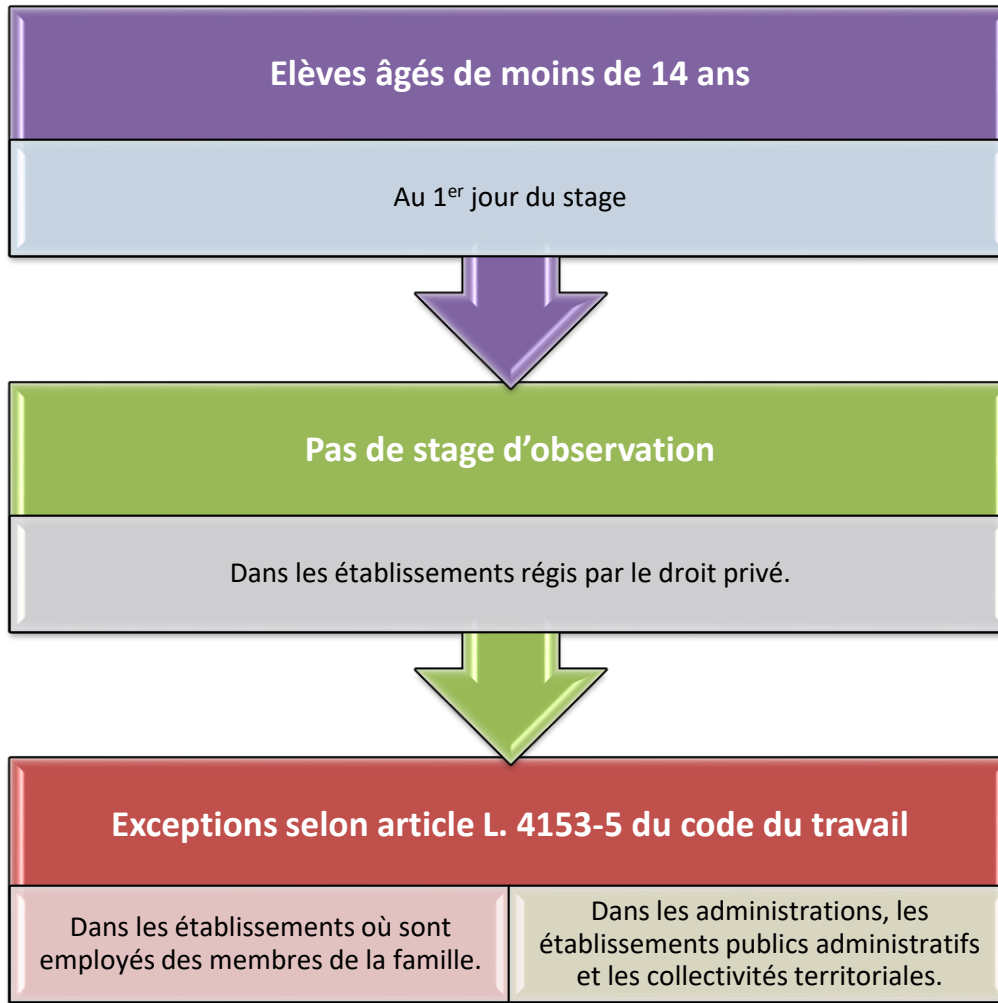 Elèves âgés de moins de 14 ans
Au 1er jour du stage
Pas de stage d’observation
Dans les établissements régis par le droit privé.
Exceptions selon article L. 4153-5 du code du travail
Dans les établissements où sont
employés des membres de la famille.
Dans les administrations, les
établissements publics administratifs
et les collectivités territoriales.